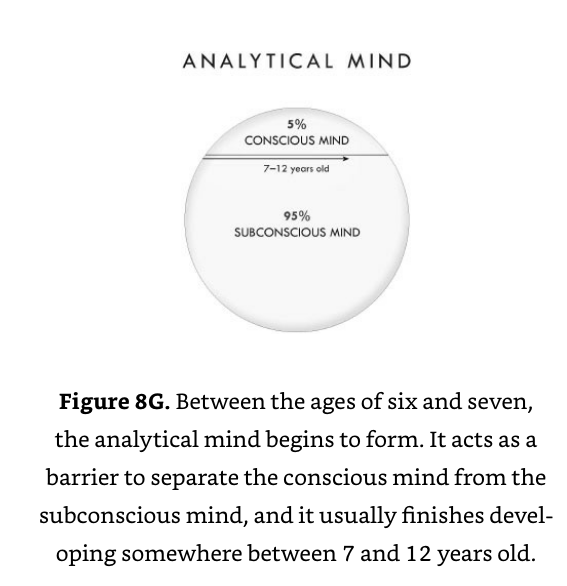 ANALYTICAL MIND
5%
CONSCIOUS MIND
7–12 years old
95%
SUBCONSCIOUS MIND
Figure 8G. Between the ages of six and seven,
the analytical mind begins to form. It acts as a
barrier to separate the conscious mind from the
subconscious mind, and it usually finishes devel-
oping somewhere between 7 and 12 years old.